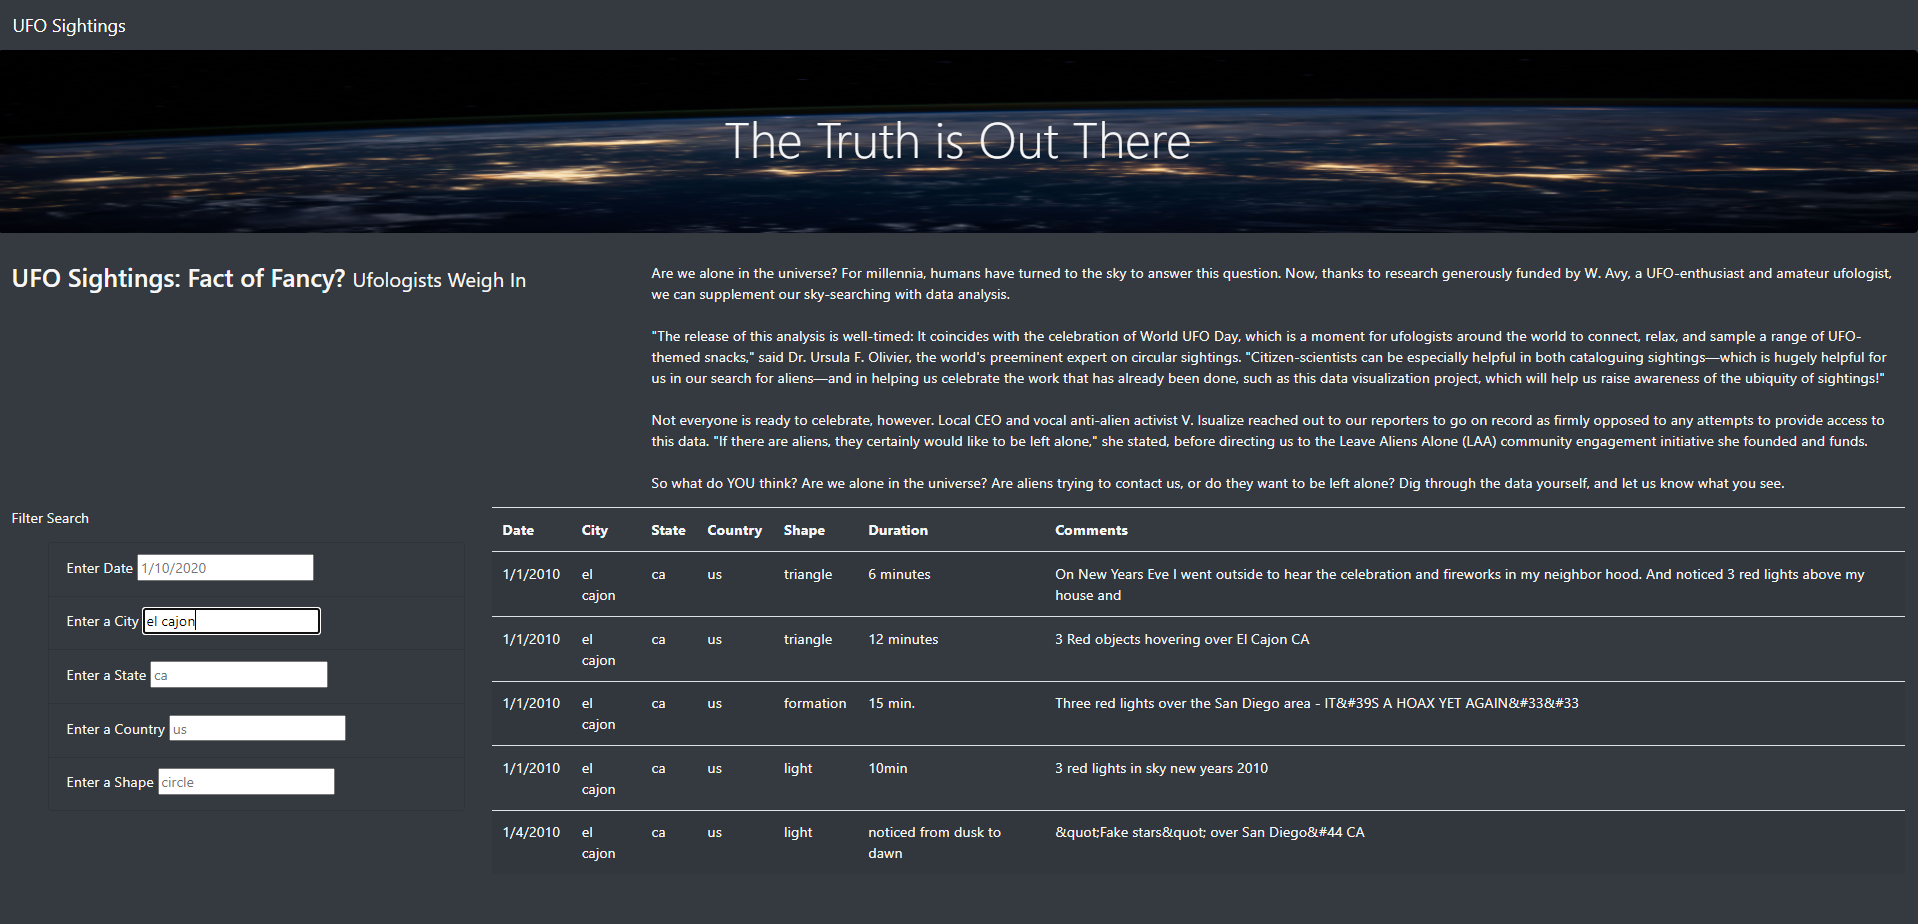 UFO Sightings
The Truth is Out There
UFO Sightings: Fact of Fancy? Ufologists Weigh In
Are we alone in the universe? For millennia, humans have turned to the sky to answer this question. Now, thanks to research generously funded by W. Avy, a UFO-enthusiast and amateur ufologist,
we can supplement our sky-searching with data analysis.
"The release of this analysis is well-timed: It coincides with the celebration of World UFO Day, which is a moment for ufologists around the world to connect, relax, and sample a range of UFO-
themed snacks," said Dr. Ursula F. Olivier, the world's preeminent expert on circular sightings. "Citizen-scientists can be especially helpful in both cataloguing sightings—which is hugely helpful for
us in our search for aliens—and in helping us celebrate the work that has already been done, such as this data visualization project, which will help us raise awareness of the ubiquity of sightings!"
Not everyone is ready to celebrate, however. Local CEO and vocal anti-alien activist V. Isualize reached out to our reporters to go on record as firmly opposed to any attempts to provide access to
this data. "If there are aliens, they certainly would like to be left alone," she stated, before directing us to the Leave Aliens Alone (LAA) community engagement initiative she founded and funds.
So what do YOU think? Are we alone in the universe? Are aliens trying to contact us, or do they want to be left alone? Dig through the data yourself, and let us know what you see.
Filter Search
Enter Date 1/10/2020
Enter a City el cajon
Enter a State ca
Enter a Country us
Enter a Shape circle
Date City State Country Shape Duration Comments
1/1/2010 el ca us triangle 6 minutes On New Years Eve I went outside to hear the celebration and fireworks in my neighbor hood. And noticed 3 red lights above my
cajon house and
1/1/2010 el ca us triangle 12 minutes 3 Red objects hovering over El Cajon CA
cajon
1/1/2010 el ca us formation 15 min. Three red lights over the San Diego area - IT&#39S A HOAX YET AGAIN&#33&#33
cajon
1/1/2010 el ca us light 10min 3 red lights in sky new years 2010
cajon
1/4/2010 el ca us light noticed from dusk to &quot;Fake stars&quot; over San Diego&#44 CA
cajon dawn